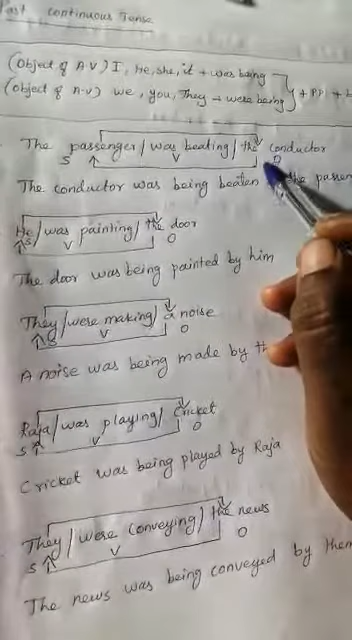 Past continuous Tense
(Object of A.V) I, He, she, it + was being
(Object of A.V) we, you, They → were being } + PP +
The passenger / was beating / the conductor
S V O
The conductor was being beaten the passen
He / was painting / the door
S V O
The door was being painted by him
They / were making / a noise
S V O
A noise was being made by th
Raja / was playing / cricket
S V O
Cricket was being played by Raja
They / were conveying / the news
S V O
The news was being conveyed by them